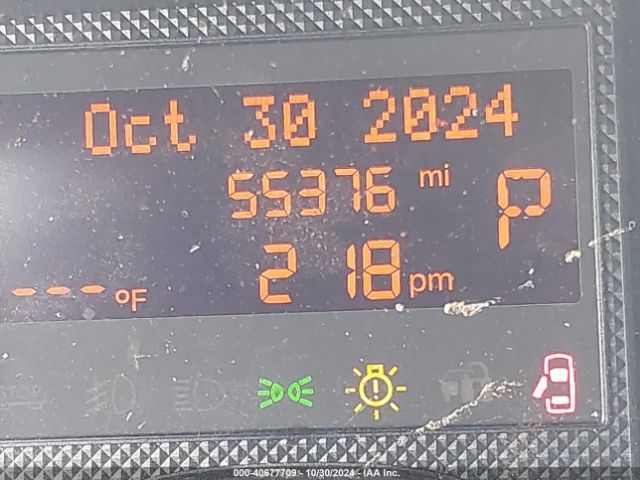 Oct 30 2024
55376 mi
P
2 18 pm
---°F
000-40677709 - 10/30/2024 - IAA Inc.